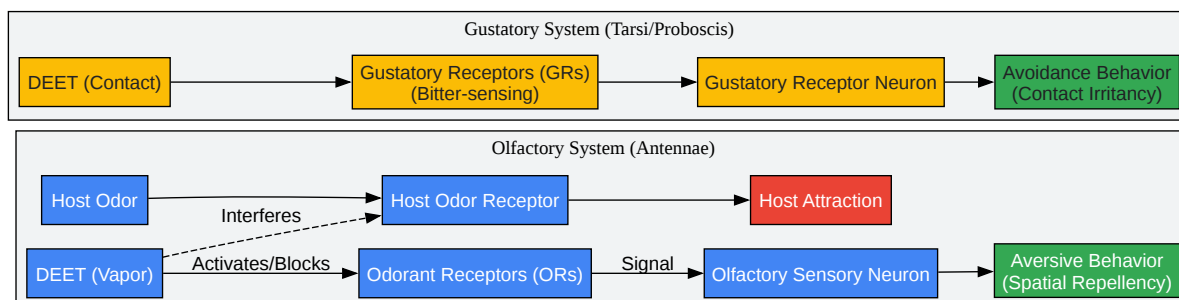 Gustatory System (Tarsi/Proboscis)
DEET (Contact)
Gustatory Receptors (GRs)
(Bitter-sensing)
Gustatory Receptor Neuron
Avoidance Behavior
(Contact Irritancy)
Olfactory System (Antennae)
Host Odor
Host Odor Receptor
Host Attraction
Interferes
DEET (Vapor)
Activates/Blocks
Odorant Receptors (ORs)
Signal
Olfactory Sensory Neuron
Aversive Behavior
(Spatial Repellency)